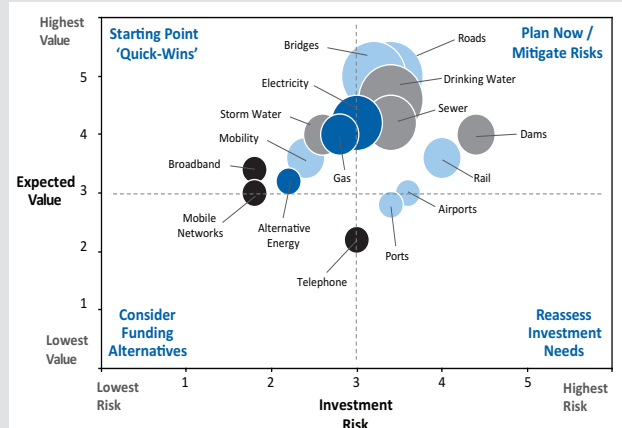 Highest
Value
Starting Point
‘Quick-Wins’
Plan Now /
Mitigate Risks
Bridges
Roads
5
Electricity
Drinking Water
Storm Water
Sewer
4
Dams
Mobility
Broadband
Gas
Rail
Expected
Value
3
Airports
Mobile
Networks
Alternative
Energy
Ports
2
Telephone
1
Consider
Funding
Alternatives
Reassess
Investment
Needs
Lowest
Value
Lowest
Risk
1
2
3
4
5
Highest
Risk
Investment
Risk